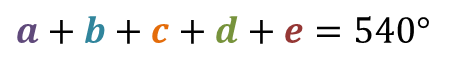 a + b + c + d + e = 540°